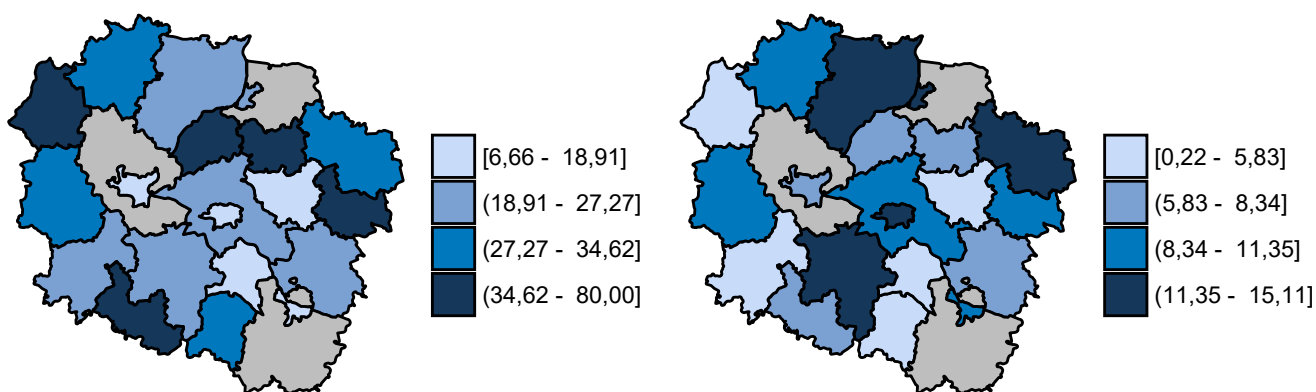 [6,66 - 18,91]
(18,91 - 27,27]
(27,27 - 34,62]
(34,62 - 80,00]
[0,22 - 5,83]
(5,83 - 8,34]
(8,34 - 11,35]
(11,35 - 15,11]